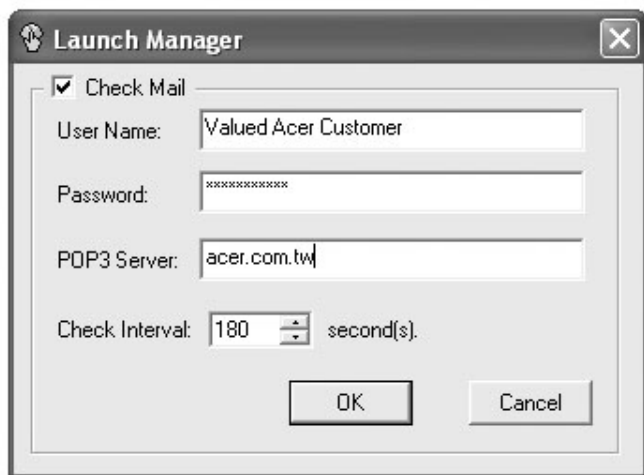 Launch Manager
Check Mail
User Name: Valued Acer Customer
Password: ***********
POP3 Server: acer.com.tw
Check Interval: 180 second(s).
OK Cancel